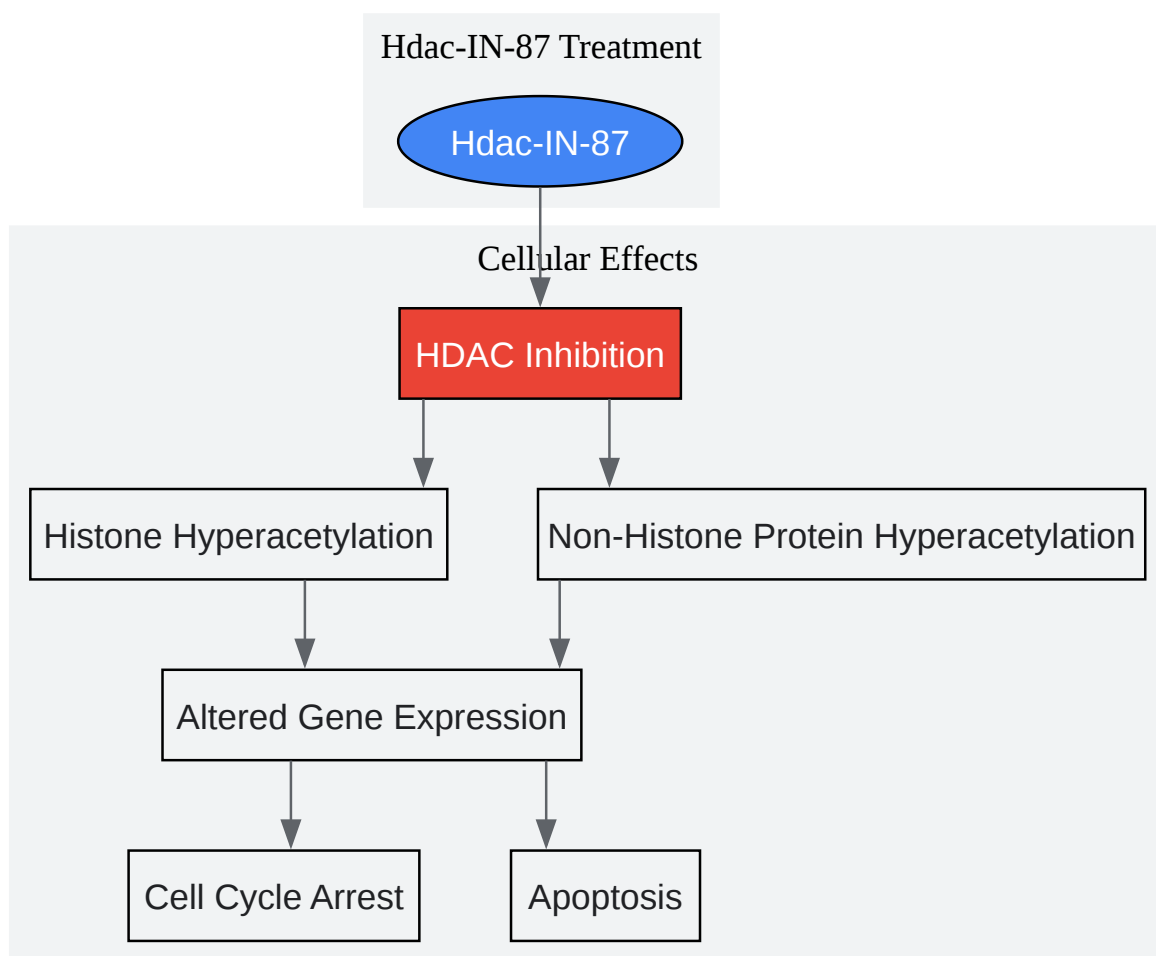 Hdac-IN-87 Treatment
Hdac-IN-87
Cellular Effects
HDAC Inhibition
Histone Hyperacetylation
Non-Histone Protein Hyperacetylation
Altered Gene Expression
Cell Cycle Arrest
Apoptosis